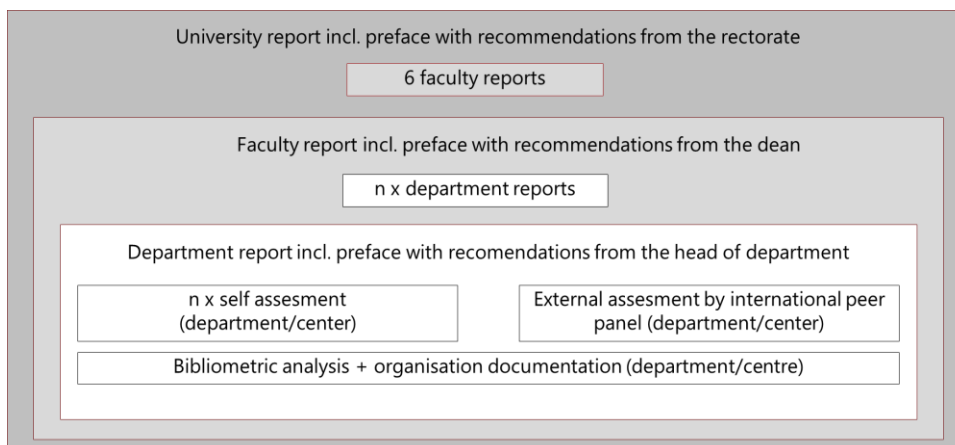 University report incl. preface with recommendations from the rectorate
6 faculty reports
Faculty report incl. preface with recommendations from the dean
n x department reports
Department report incl. preface with recomendations from the head of department
n x self assesment
(department/center)
External assesment by international peer
panel (department/center)
Bibliometric analysis + organisation documentation (department/centre)